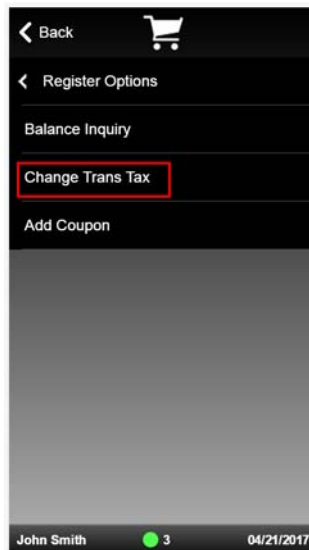 Back
Register Options
Balance Inquiry
Change Trans Tax
Add Coupon
John Smith 3 04/21/2017